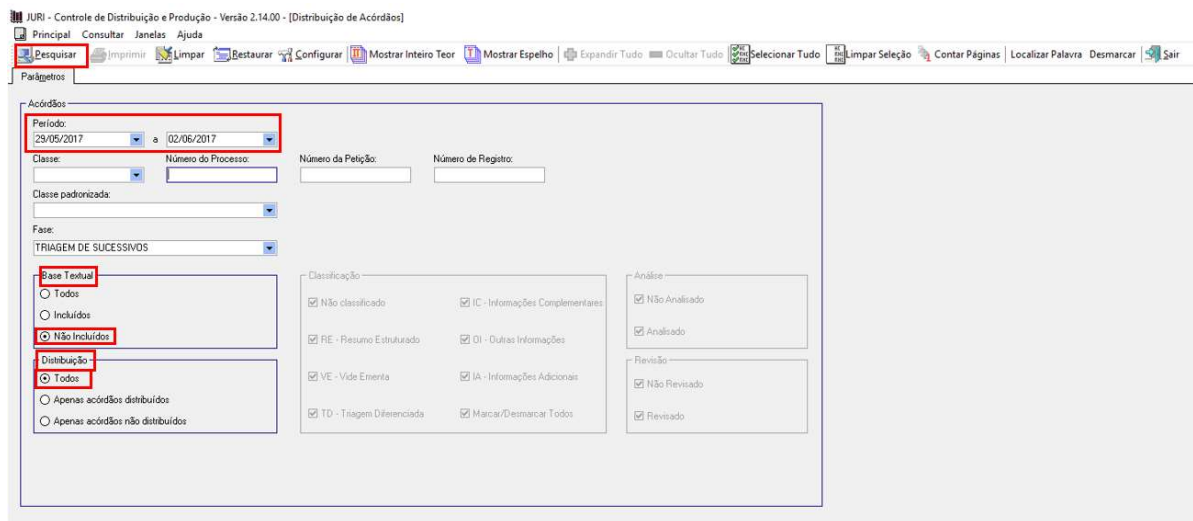 JURI - Controle de Distribuição e Produção - Versão 2.14.00 - [Distribuição de Acórdãos]
Principal Consultar Janelas Ajuda
Pesquisar Imprimir Limpar Restaurar Configurar Mostrar Inteiro Teor Mostrar Espelho Expandir Tudo Ocultar Tudo Selecionar Tudo Limpar Seleção Contar Páginas Localizar Palavra Desmarcar Sair
Parâmetros
Acórdãos
Período:
29/05/2017 a 02/06/2017
Classe: Número do Processo: Número da Petição: Número de Registro:
Classe padronizada:
Fase:
TRIAGEM DE SUCESSIVOS
Base Textual Classificação Análise
Todos Não classificado IC - Informações Complementares Não Analisado
Incluídos
Não Incluídos RE - Resumo Estruturado OI - Outras Informações Analisado
Distribuição Revisão
Todos VE - Vide Ementa IA - Informações Adicionais Não Revisado
Apenas acórdãos distribuídos
Apenas acórdãos não distribuídos TD - Triagem Diferenciada Marcar/Desmarcar Todos Revisado